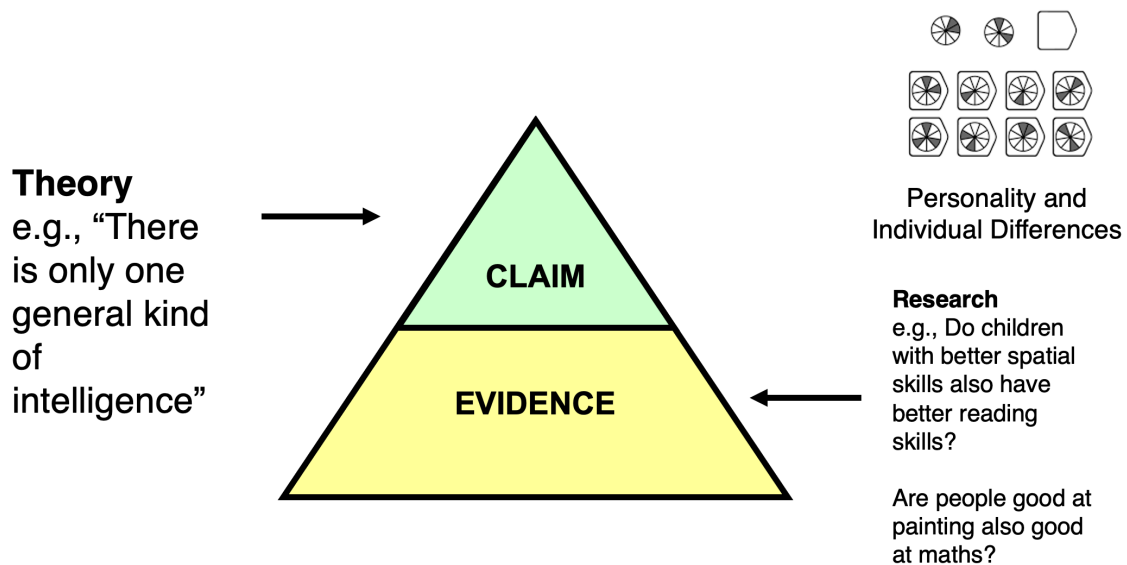 Theory
e.g., “There
is only one
general kind
of
intelligence”
CLAIM
EVIDENCE
Personality and
Individual Differences
Research
e.g., Do children
with better spatial
skills also have
better reading
skills?
Are people good at
painting also good
at maths?